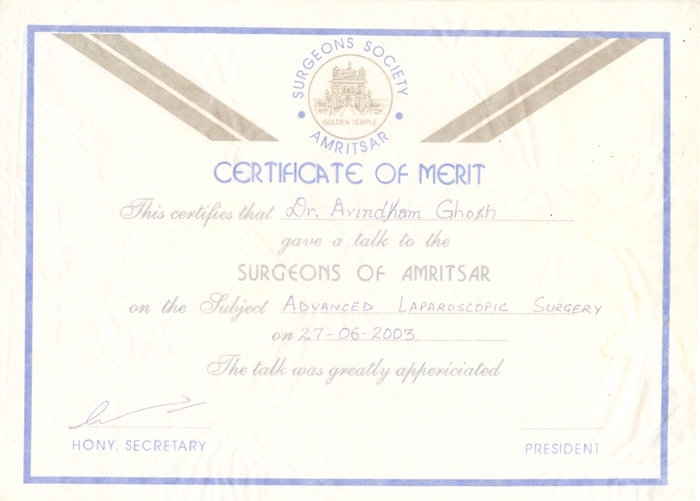 SURGEONS SOCIETY
GOLDEN TEMPLE
AMRITSAR
CERTIFICATE OF MERIT
This certifies that Dr. Arindham Ghosh
gave a talk to the
SURGEONS OF AMRITSAR
on the Subject ADVANCED LAPAROSCOPIC SURGERY
on 27-06-2003
The talk was greatly appericiated
HONY. SECRETARY
PRESIDENT